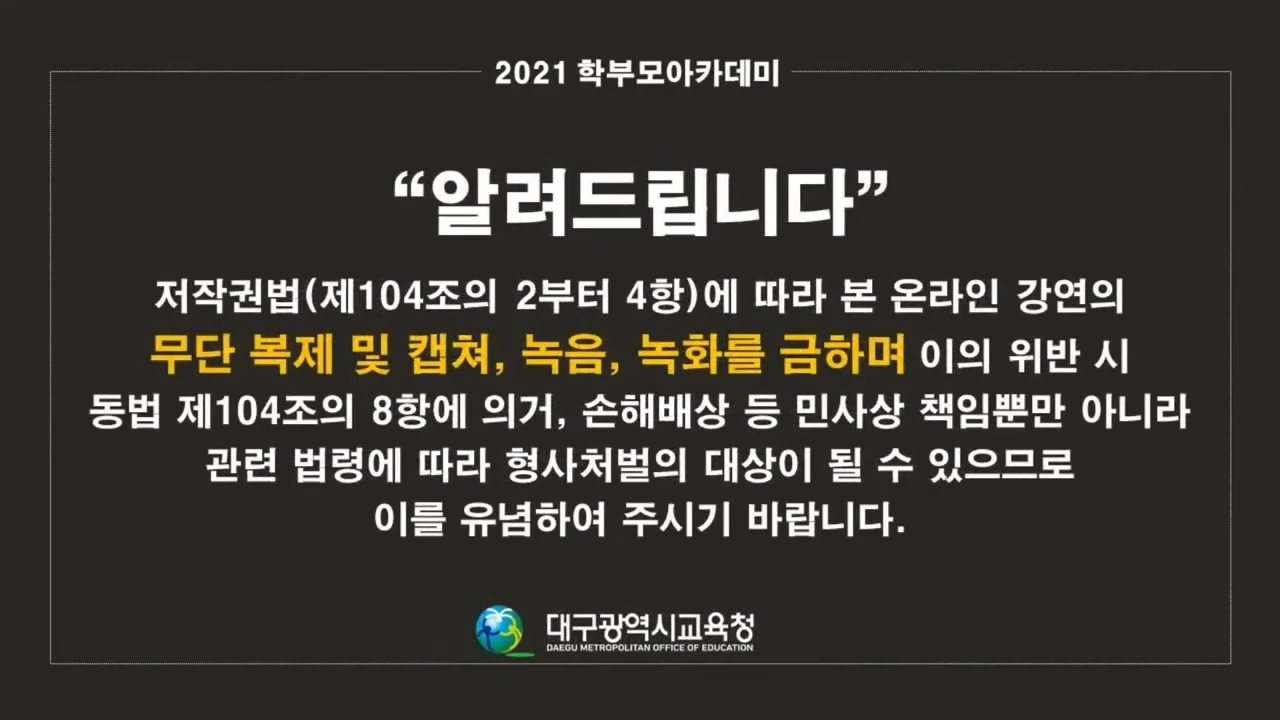 2021 학부모아카데미
“알려드립니다”
저작권법(제104조의 2부터 4항)에 따라 본 온라인 강연의
무단 복제 및 캡쳐, 녹음, 녹화를 금하며 이의 위반 시
동법 제104조의 8항에 의거, 손해배상 등 민사상 책임뿐만 아니라
관련 법령에 따라 형사처벌의 대상이 될 수 있으므로
이를 유념하여 주시기 바랍니다.
대구광역시교육청
DAEGU METROPOLITAN OFFICE OF EDUCATION